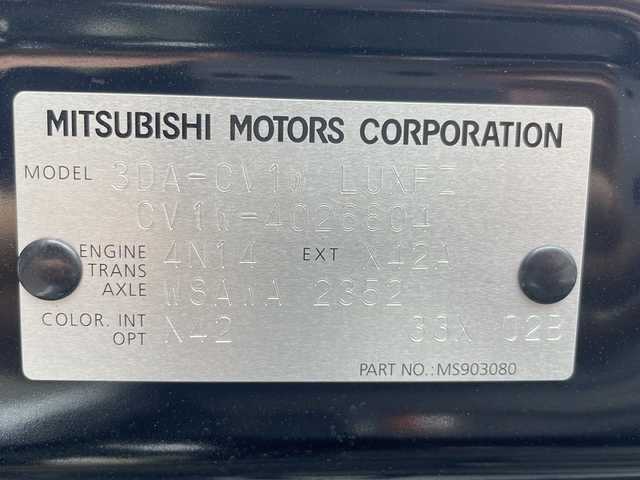 MITSUBISHI MOTORS CORPORATION
MODEL 3DA-CV1W LUXFZ
CV1W-4026804
ENGINE 4N14 EXT X42A
TRANS
AXLE W8AWA 2352
COLOR. INT X42 33X 02B
OPT
PART NO.:MS903080